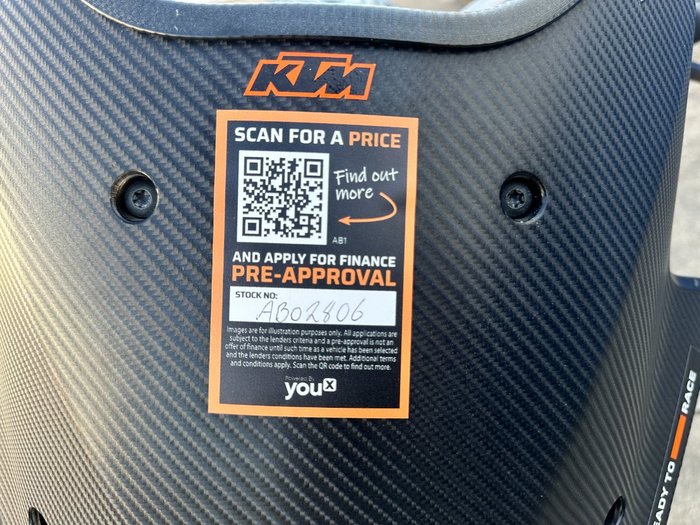 KTM
SCAN FOR A PRICE
Find out
more
AB1
AND APPLY FOR FINANCE
PRE-APPROVAL
STOCK NO:
ABO2806
Images are for illustration purposes only. All applications are
subject to the lenders criteria and a pre-approval is not an
offer of finance until such time as a vehicle has been selected
and the lenders conditions have been met. Additional terms
and conditions apply. Scan the QR code to find out more.
Powered By
youX
READY TO RACE